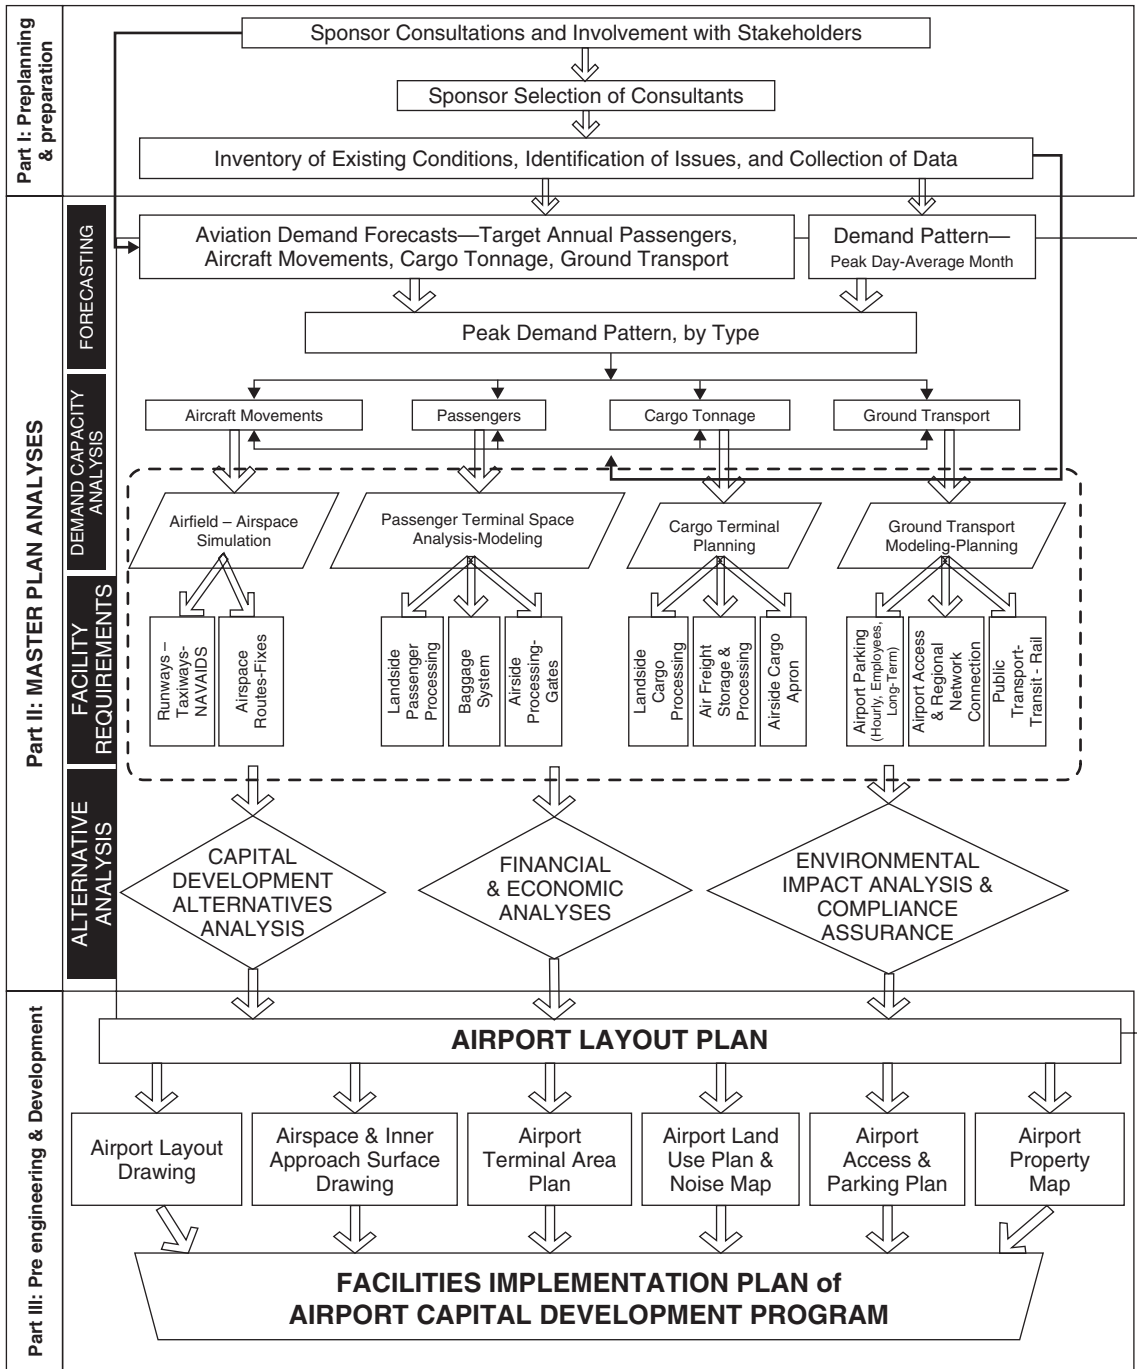 Part I: Preplanning
& preparation
Sponsor Consultations and Involvement with Stakeholders
Sponsor Selection of Consultants
Inventory of Existing Conditions, Identification of Issues, and Collection of Data
Part II: MASTER PLAN ANALYSES
FORECASTING
Aviation Demand Forecasts—Target Annual Passengers,
Aircraft Movements, Cargo Tonnage, Ground Transport
Demand Pattern—
Peak Day-Average Month
Peak Demand Pattern, by Type
DEMAND CAPACITY
ANALYSIS
Aircraft Movements
Passengers
Cargo Tonnage
Ground Transport
Airfield – Airspace
Simulation
Passenger Terminal Space
Analysis-Modeling
Cargo Terminal
Planning
Ground Transport
Modeling-Planning
FACILITY
REQUIREMENTS
Runways –
Taxiways-
NAVAIDS
Airspace
Routes-Fixes
Landside
Passenger
Processing
Baggage
System
Airside
Processing-
Gates
Landside
Cargo
Processing
Air Freight
Storage &
Processing
Airside Cargo
Apron
Airport Parking
(Hourly, Employees,
Long-Term)
Airport Access
& Regional
Network
Connection
Public
Transport-
Transit - Rail
ALTERNATIVE
ANALYSIS
CAPITAL
DEVELOPMENT
ALTERNATIVES
ANALYSIS
FINANCIAL
& ECONOMIC
ANALYSES
ENVIRONMENTAL
IMPACT ANALYSIS &
COMPLIANCE
ASSURANCE
Part III: Pre engineering & Development
AIRPORT LAYOUT PLAN
Airport Layout
Drawing
Airspace & Inner
Approach Surface
Drawing
Airport
Terminal Area
Plan
Airport Land
Use Plan &
Noise Map
Airport
Access &
Parking Plan
Airport
Property
Map
FACILITIES IMPLEMENTATION PLAN of
AIRPORT CAPITAL DEVELOPMENT PROGRAM